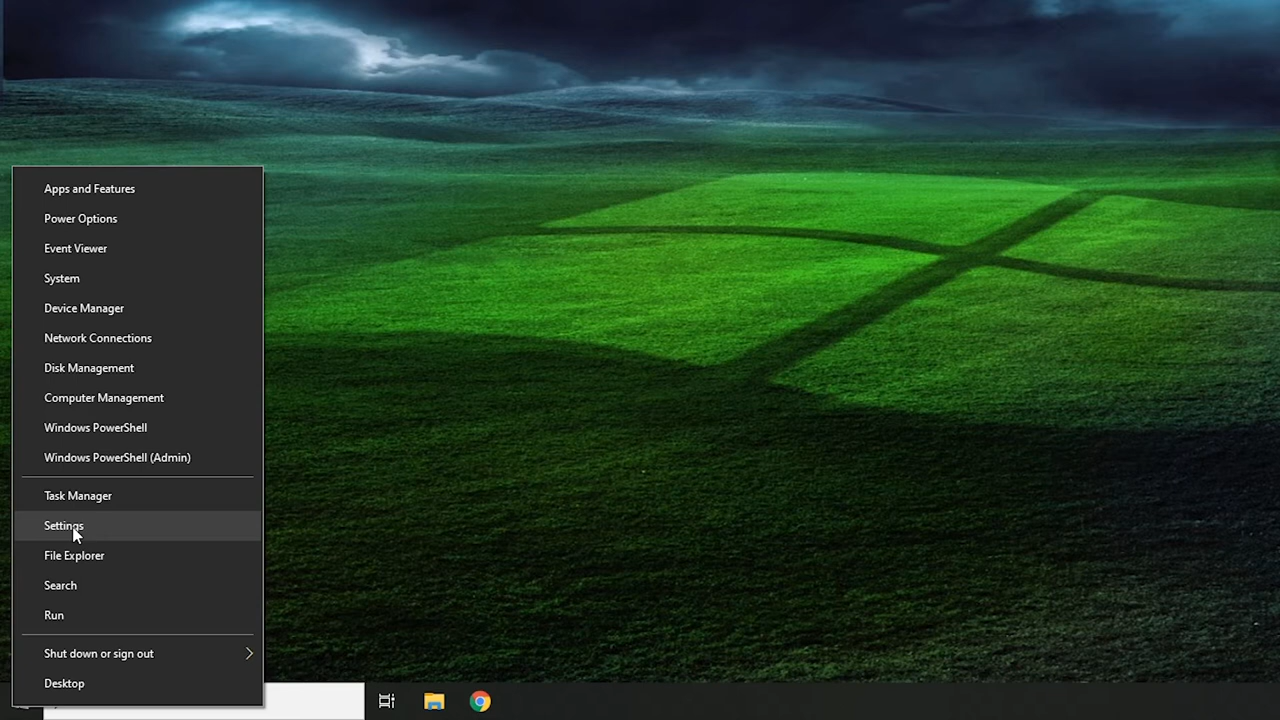 Apps and Features
Power Options
Event Viewer
System
Device Manager
Network Connections
Disk Management
Computer Management
Windows PowerShell
Windows PowerShell (Admin)
Task Manager
Settings
File Explorer
Search
Run
Shut down or sign out
Desktop